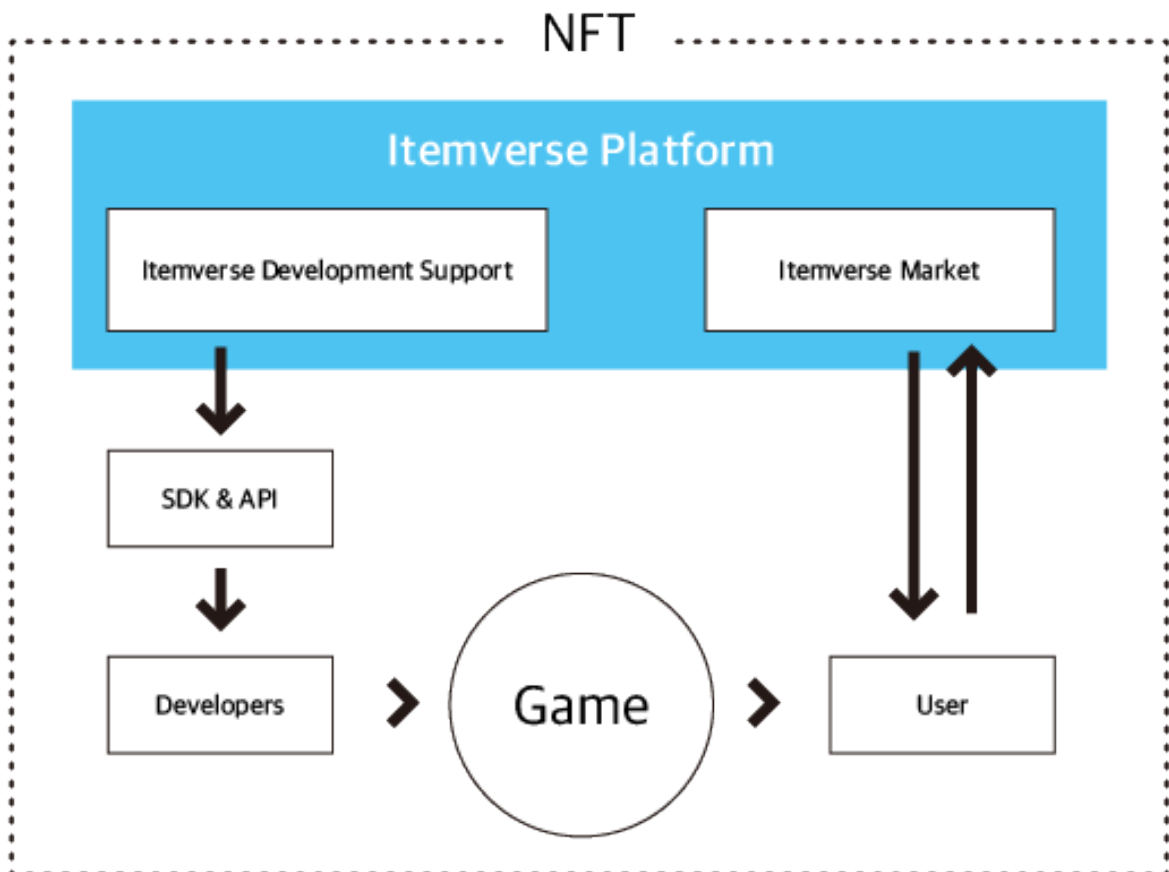 NFT
Itemverse Platform
Itemverse Development Support
Itemverse Market
SDK & API
Developers
Game
User